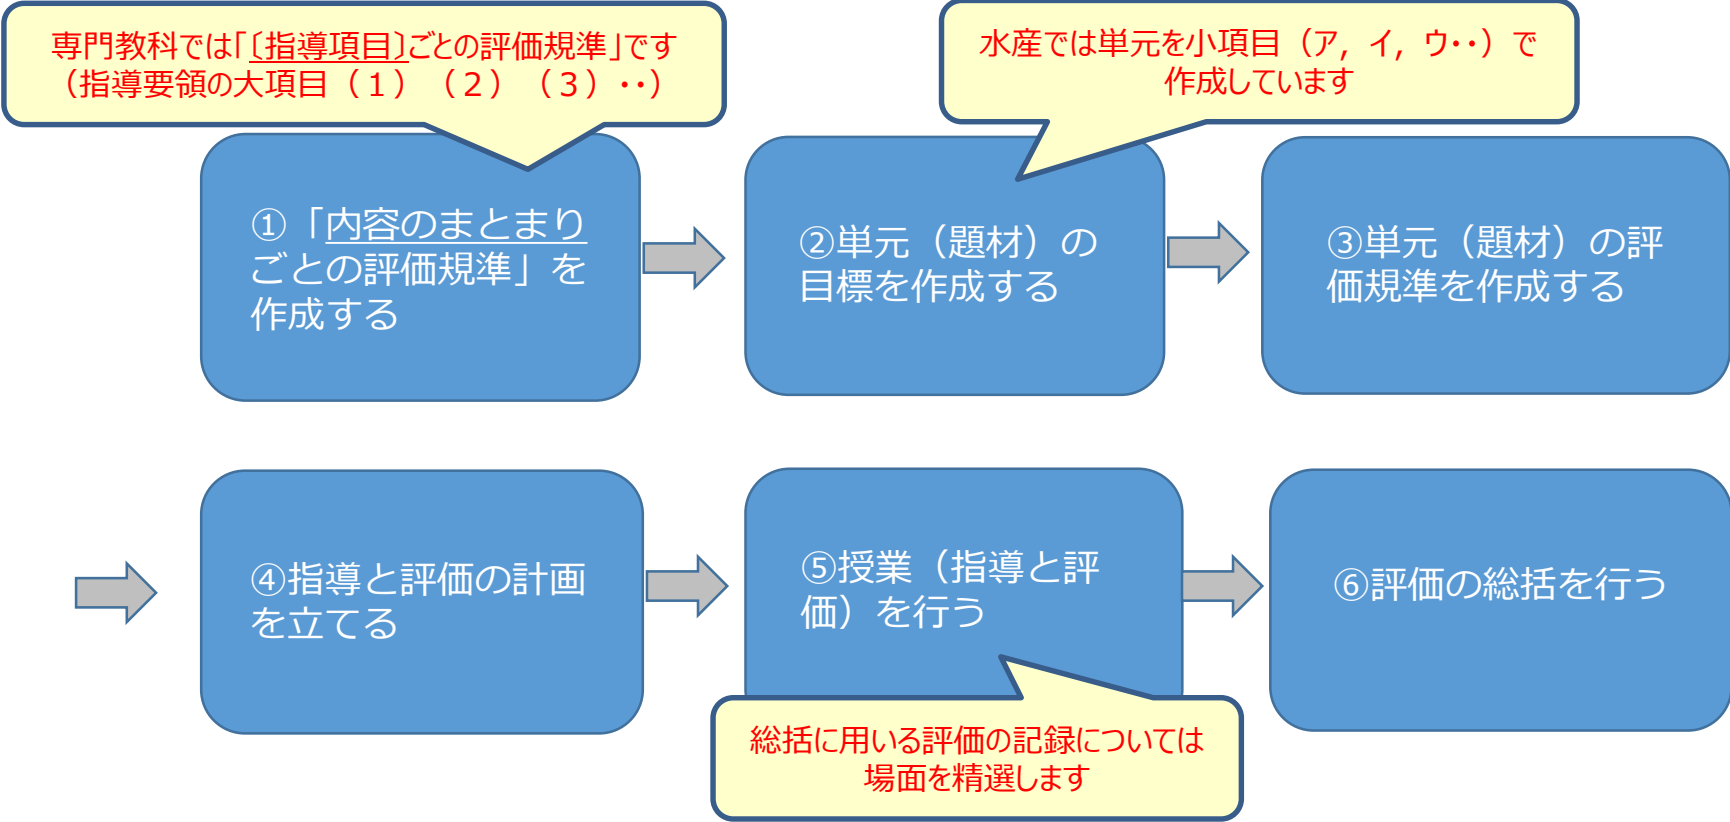 専門教科では「〔指導項目〕ごとの評価規準」です
（指導要領の大項目（１）（２）（３）・・）
水産では単元を小項目（ア，イ，ウ・・）で
作成しています
①「内容のまとまり
ごとの評価規準」を
作成する
②単元（題材）の
目標を作成する
③単元（題材）の評
価規準を作成する
④指導と評価の計画
を立てる
⑤授業（指導と評
価）を行う
⑥評価の総括を行う
総括に用いる評価の記録については
場面を精選します